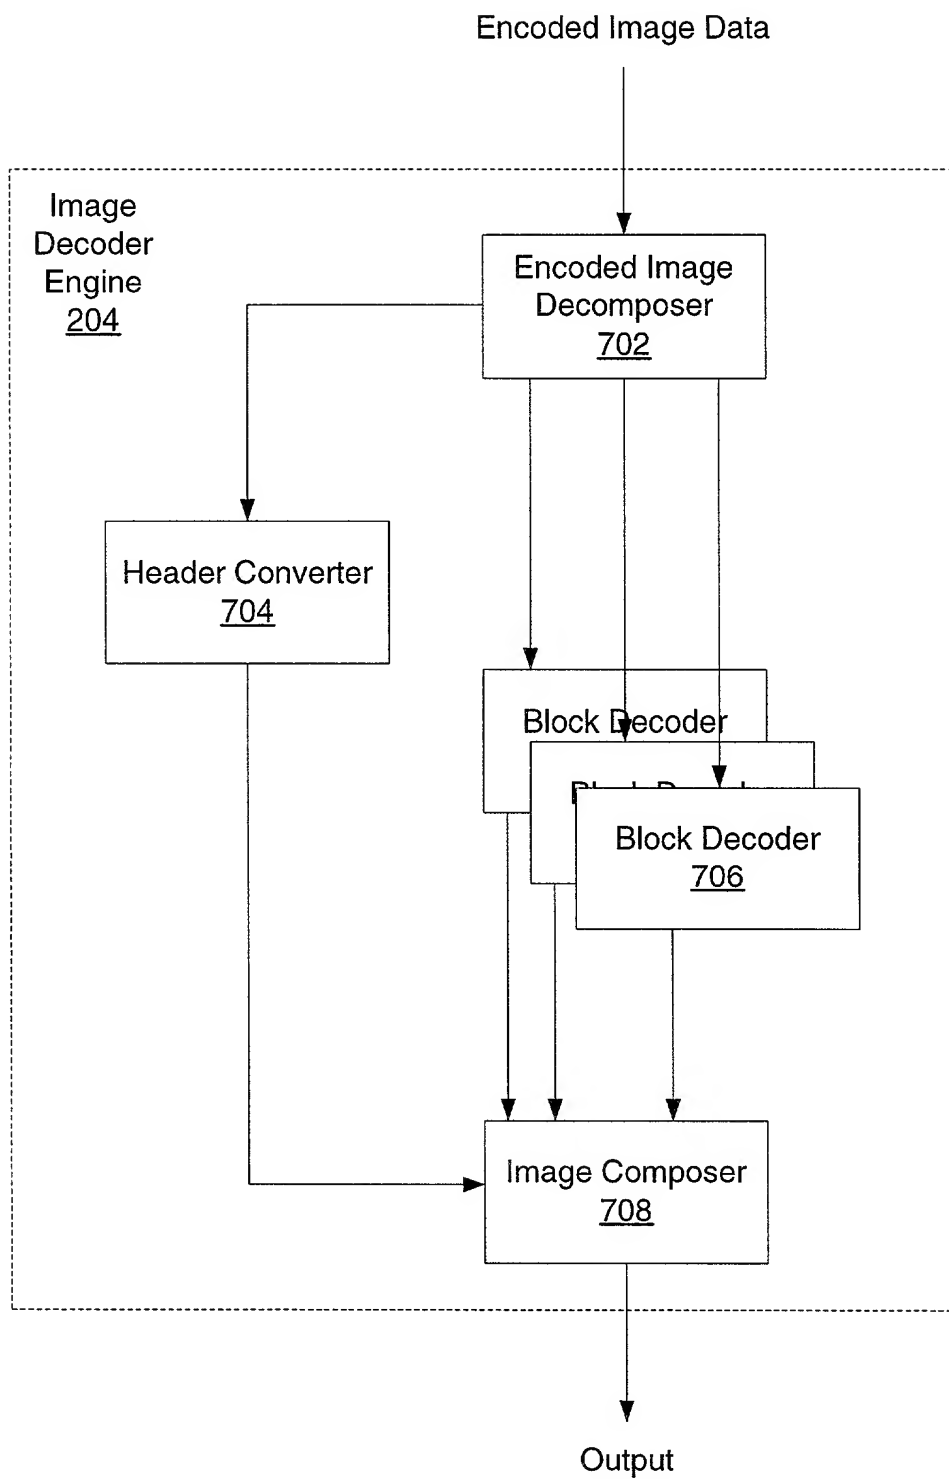 Encoded Image Data
Image
Decoder
Engine
204
Encoded Image
Decomposer
702
Header Converter
704
Block Decoder
Block Decoder
706
Image Composer
708
Output